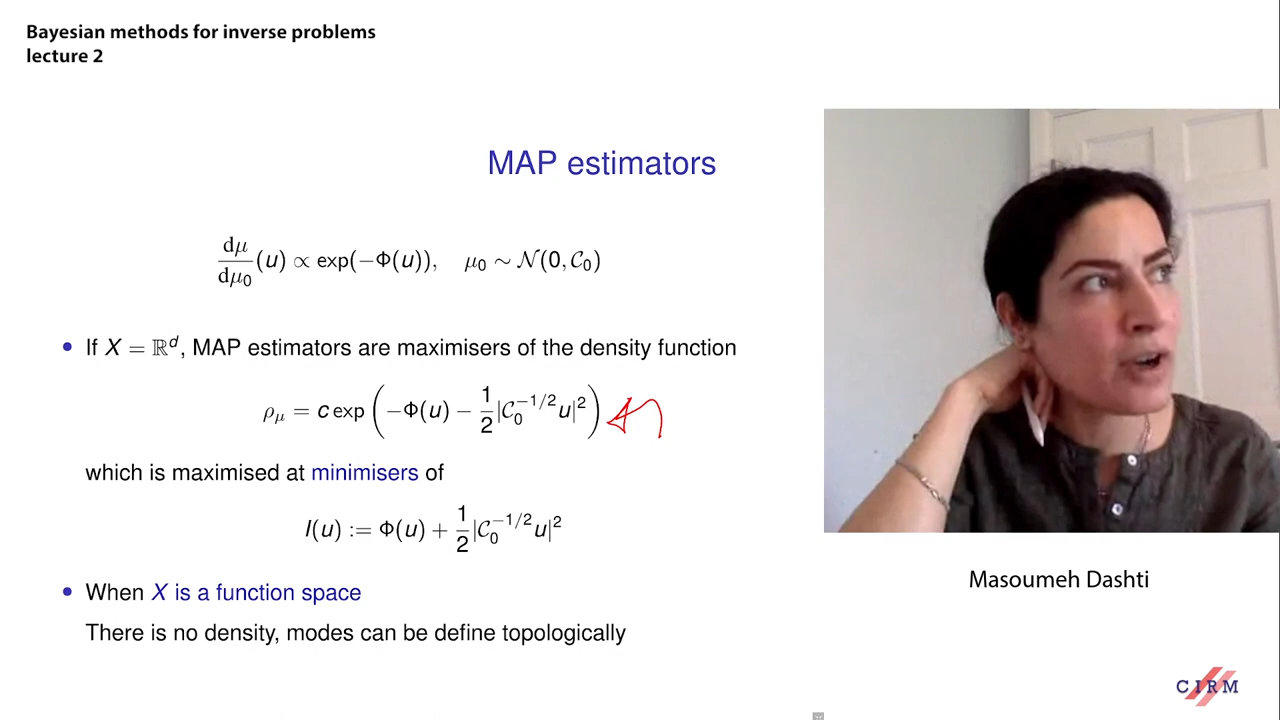 Bayesian methods for inverse problems
lecture 2
MAP estimators
dμ/dμ₀ (u) ∝ exp(−Φ(u)), μ₀ ∼ 𝒩(0, 𝒞₀)
• If X = ℝᵈ, MAP estimators are maximisers of the density function
ρ_μ = c exp(−Φ(u) − 1/2 |𝒞₀^{−1/2} u|²)
which is maximised at minimisers of
I(u) := Φ(u) + 1/2 |𝒞₀^{−1/2} u|²
• When X is a function space
There is no density, modes can be define topologically
Masoumeh Dashti
CIRM